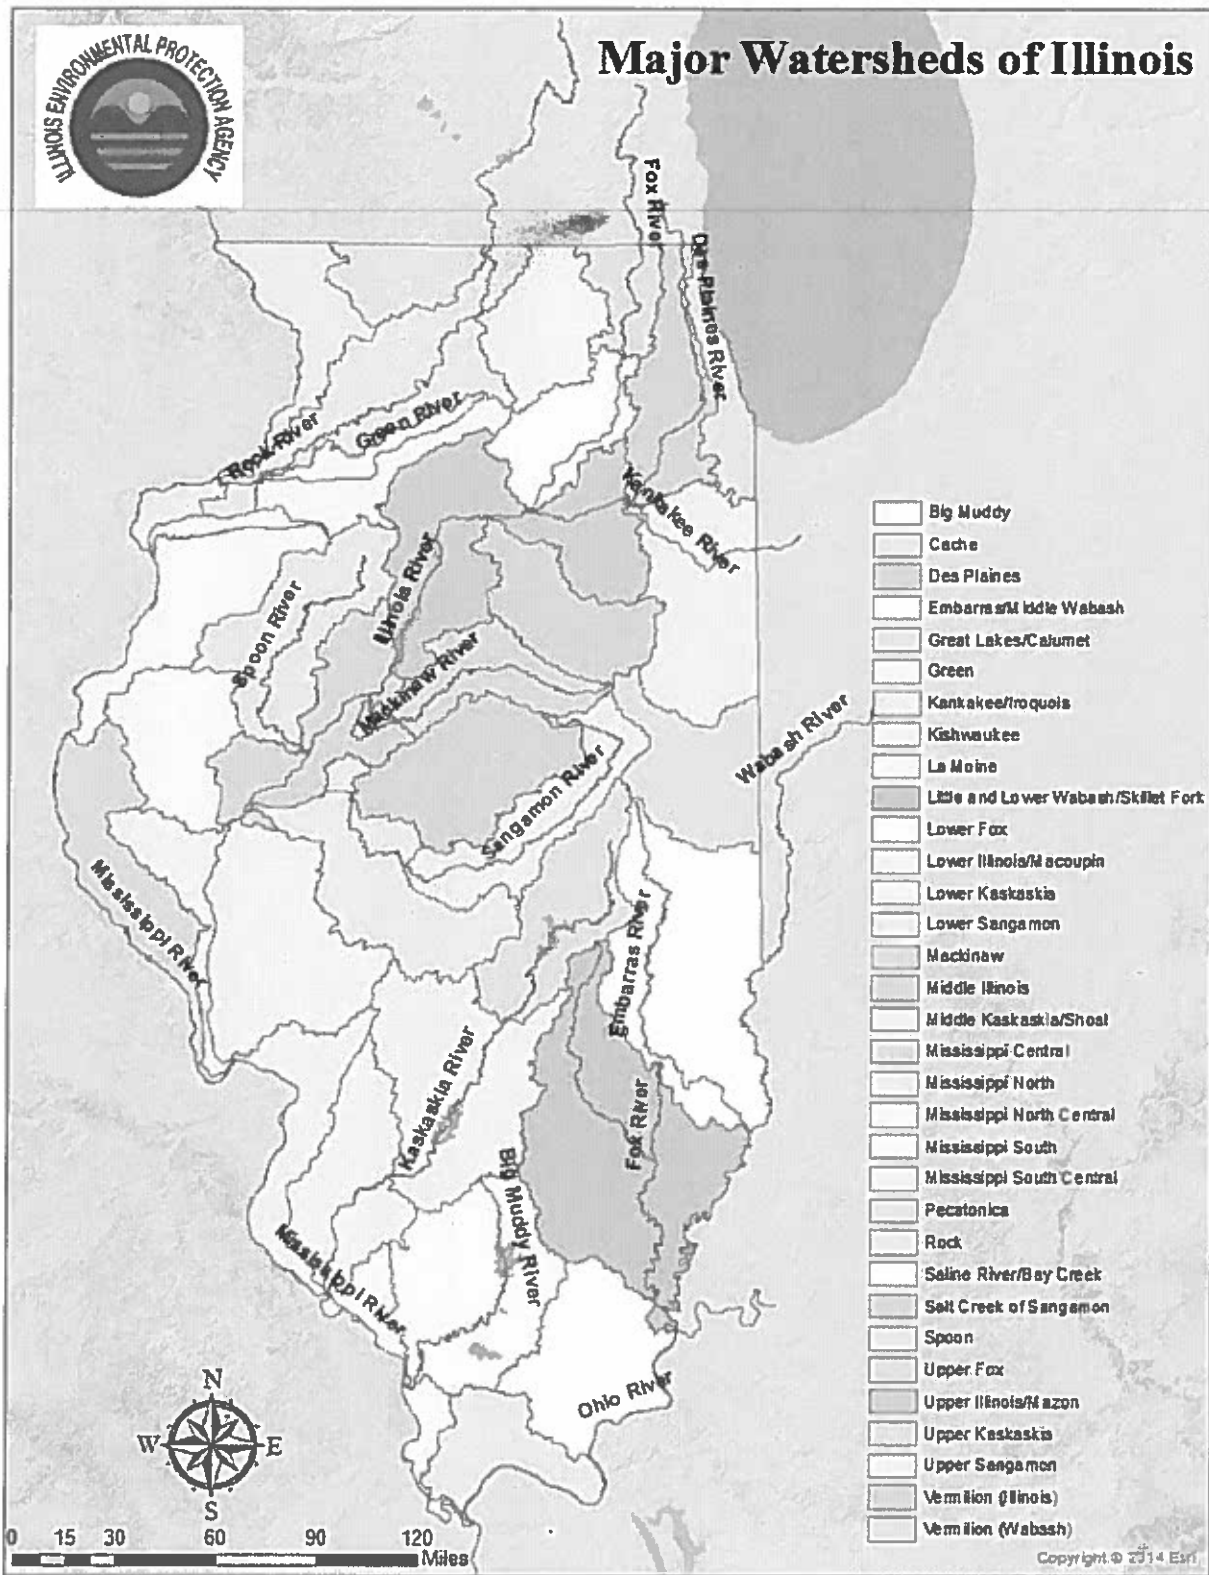 Major Watersheds of Illinois
ILLINOIS ENVIRONMENTAL PROTECTION AGENCY
Fox River
Des Plaines River
Rock River
Green River
Kankakee River
Illinois River
Spoon River
Mackinaw River
Wabash River
Sangamon River
Mississippi River
Embarras River
Kaskaskia River
Fox River
Big Muddy River
Mississippi River
Ohio River
Big Muddy
Cache
Des Plaines
Embarras/Middle Wabash
Great Lakes/Calumet
Green
Kankakee/Iroquois
Kishwaukee
La Moine
Little and Lower Wabash/Skillet Fork
Lower Fox
Lower Illinois/Macoupin
Lower Kaskaskia
Lower Sangamon
Mackinaw
Middle Illinois
Middle Kaskaskia/Shoal
Mississippi Central
Mississippi North
Mississippi North Central
Mississippi South
Mississippi South Central
Pecatonica
Rock
Saline River/Bay Creek
Salt Creek of Sangamon
Spoon
Upper Fox
Upper Illinois/Mazon
Upper Kaskaskia
Upper Sangamon
Vermilion (Illinois)
Vermilion (Wabash)
N
W E
S
0 15 30 60 90 120
Miles
Copyright © 2014 Esri